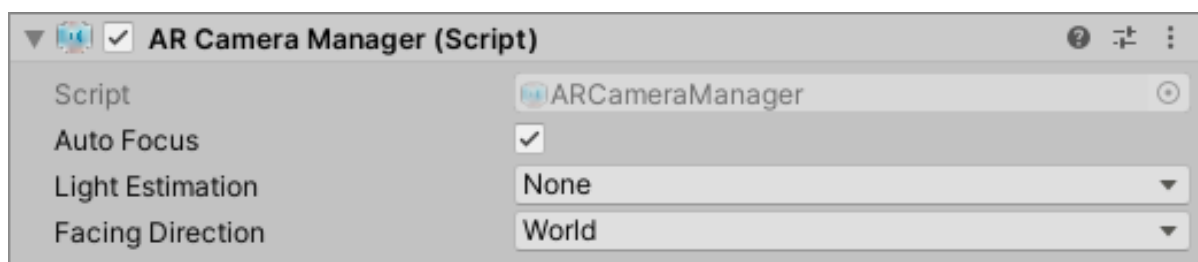 AR Camera Manager (Script)
Script ARCameraManager
Auto Focus
Light Estimation None
Facing Direction World